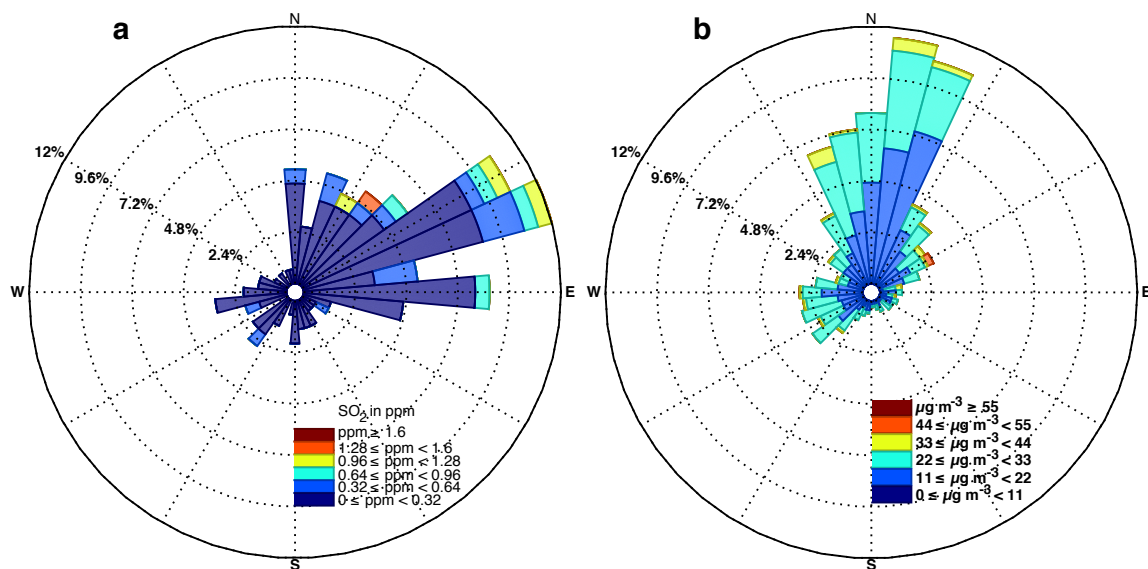 a
N
12%
9.6%
7.2%
4.8%
2.4%
W
E
S
SO2 in ppm
ppm ≥ 1.6
1.28 ≤ ppm < 1.6
0.96 ≤ ppm < 1.28
0.64 ≤ ppm < 0.96
0.32 ≤ ppm < 0.64
0 ≤ ppm < 0.32
b
N
12%
9.6%
7.2%
4.8%
2.4%
W
E
S
µg m-3 ≥ 55
44 ≤ µg m-3 < 55
33 ≤ µg m-3 < 44
22 ≤ µg m-3 < 33
11 ≤ µg m-3 < 22
0 ≤ µg m-3 < 11